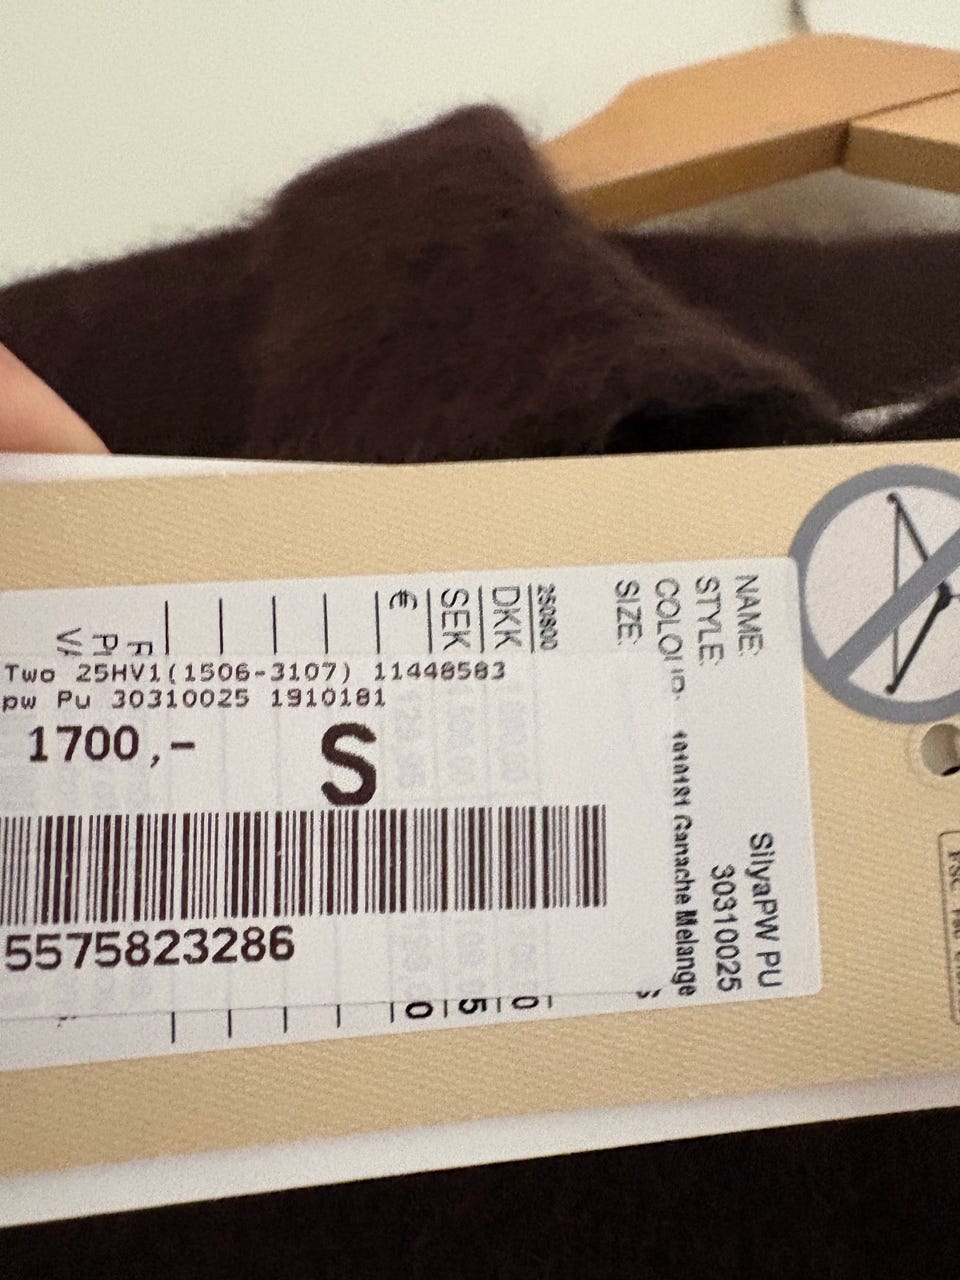 Two 25HV1(1506-3107) 11448583
pw Pu 30310025 1910181
1700,-
S
5575823286
NAME:
SilyaPW PU
STYLE:
30310025
Ganache Melange
SIZE:
250800
DKK
SEK
€